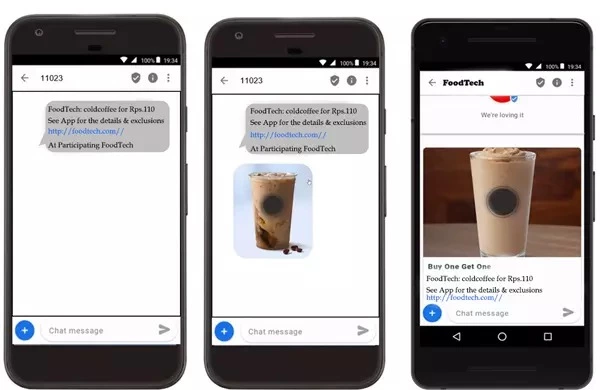 100% 19:34
11023
FoodTech: coldcoffee for Rps.110
See App for the details & exclusions
http://foodtech.com//
At Participating FoodTech
Chat message
100% 19:34
11023
FoodTech: coldcoffee for Rps.110
See App for the details & exclusions
http://foodtech.com//
At Participating FoodTech
Chat message
100% 19:34
FoodTech
We're loving it
Buy One Get One
FoodTech: coldcoffee for Rps.110
See App for the details & exclusions
http://foodtech.com//
Chat message